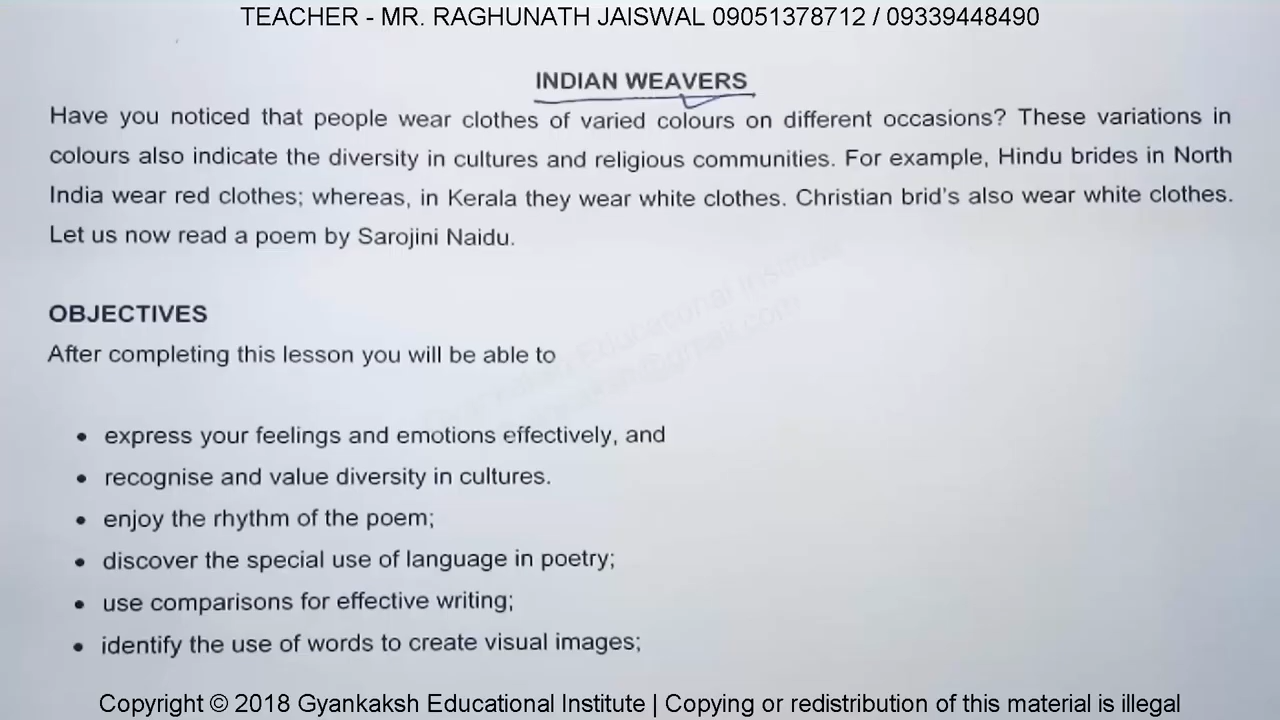 TEACHER - MR. RAGHUNATH JAISWAL 09051378712 / 09339448490
INDIAN WEAVERS
Have you noticed that people wear clothes of varied colours on different occasions? These variations in
colours also indicate the diversity in cultures and religious communities. For example, Hindu brides in North
India wear red clothes; whereas, in Kerala they wear white clothes. Christian brid's also wear white clothes.
Let us now read a poem by Sarojini Naidu.
OBJECTIVES
After completing this lesson you will be able to
• express your feelings and emotions effectively, and
• recognise and value diversity in cultures.
• enjoy the rhythm of the poem;
• discover the special use of language in poetry;
• use comparisons for effective writing;
• identify the use of words to create visual images;
Copyright © 2018 Gyankaksh Educational Institute | Copying or redistribution of this material is illegal